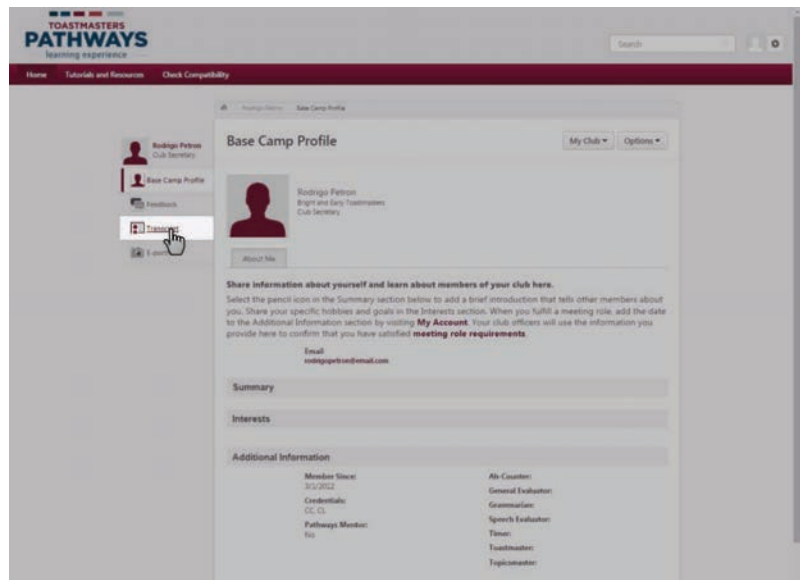 TOASTMASTERS
PATHWAYS
learning experience
Search
Home Tutorials and Resources Check Compatibility
Rodrigo Petron Base Camp Profile
Rodrigo Petron
Club Secretary
Base Camp Profile
Feedback
Transcript
Base Camp Profile
My Club Options
Rodrigo Petron
Bright and Early Toastmasters
Club Secretary
About Me
Share information about yourself and learn about members of your club here.
Select the pencil icon in the Summary section below to add a brief introduction that tells other members about
you. Share your specific hobbies and goals in the Interests section. When you fulfill a meeting role, add the date
to the Additional Information section by visiting My Account. Your club officers will use the information you
provide here to confirm that you have satisfied meeting role requirements.
Email:
rodrigopetron@email.com
Summary
Interests
Additional Information
Member Since:
3/1/2012
Credentials:
CC, CL
Pathways Mentor:
No
Ah-Counter:
General Evaluator:
Grammarian:
Speech Evaluator:
Timer:
Toastmaster:
Topicsmaster: